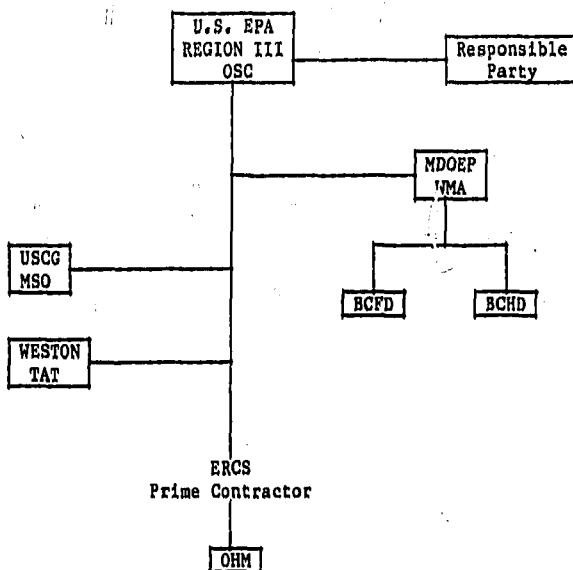 U.S. EPA
REGION III
OSC
Responsible
Party
MDOEP
WMA
USCG
MSO
BCFD
BCHD
WESTON
TAT
ERCS
Prime Contractor
OHM